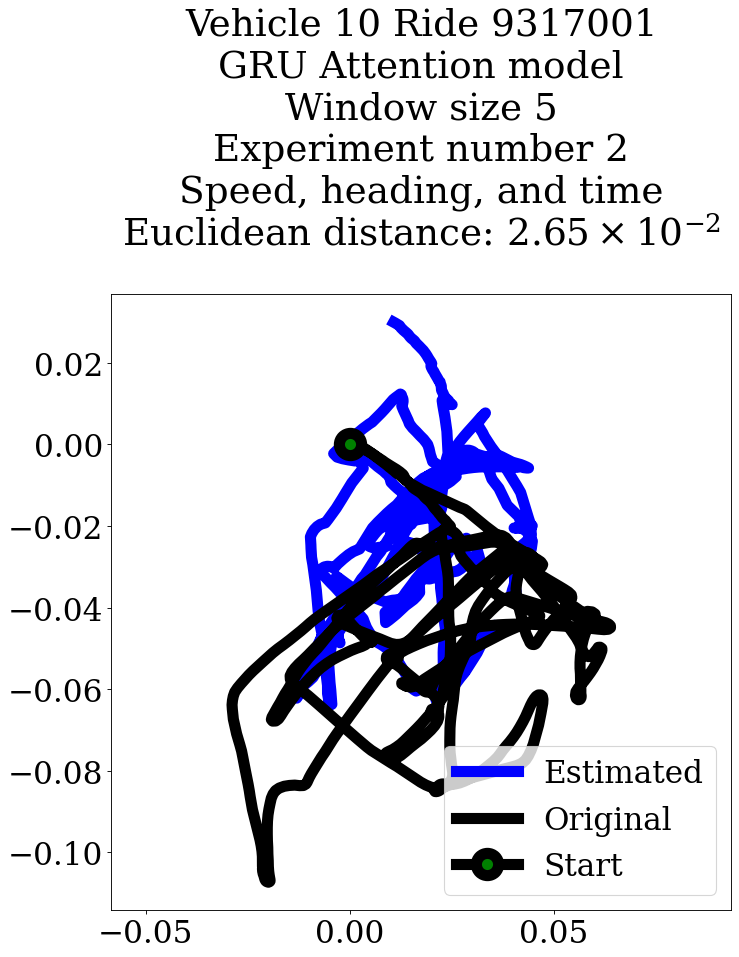 Vehicle 10 Ride 9317001
GRU Attention model
Window size 5
Experiment number 2
Speed, heading, and time
Euclidean distance: 2.65 × 10⁻²
0.02
0.00
−0.02
−0.04
−0.06
−0.08
−0.10
Estimated
Original
Start
−0.05 0.00 0.05